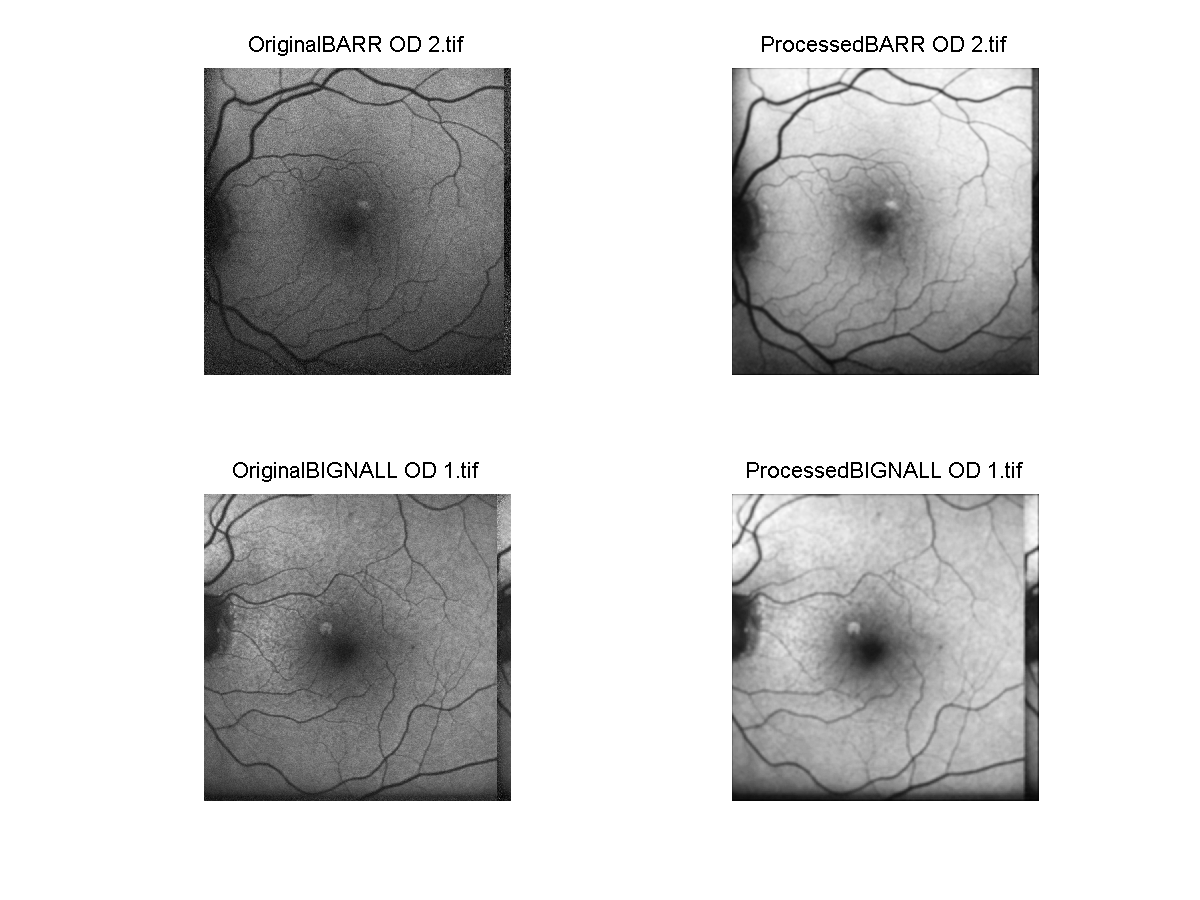 OriginalBARR OD 2.tif
ProcessedBARR OD 2.tif
OriginalBIGNALL OD 1.tif
ProcessedBIGNALL OD 1.tif